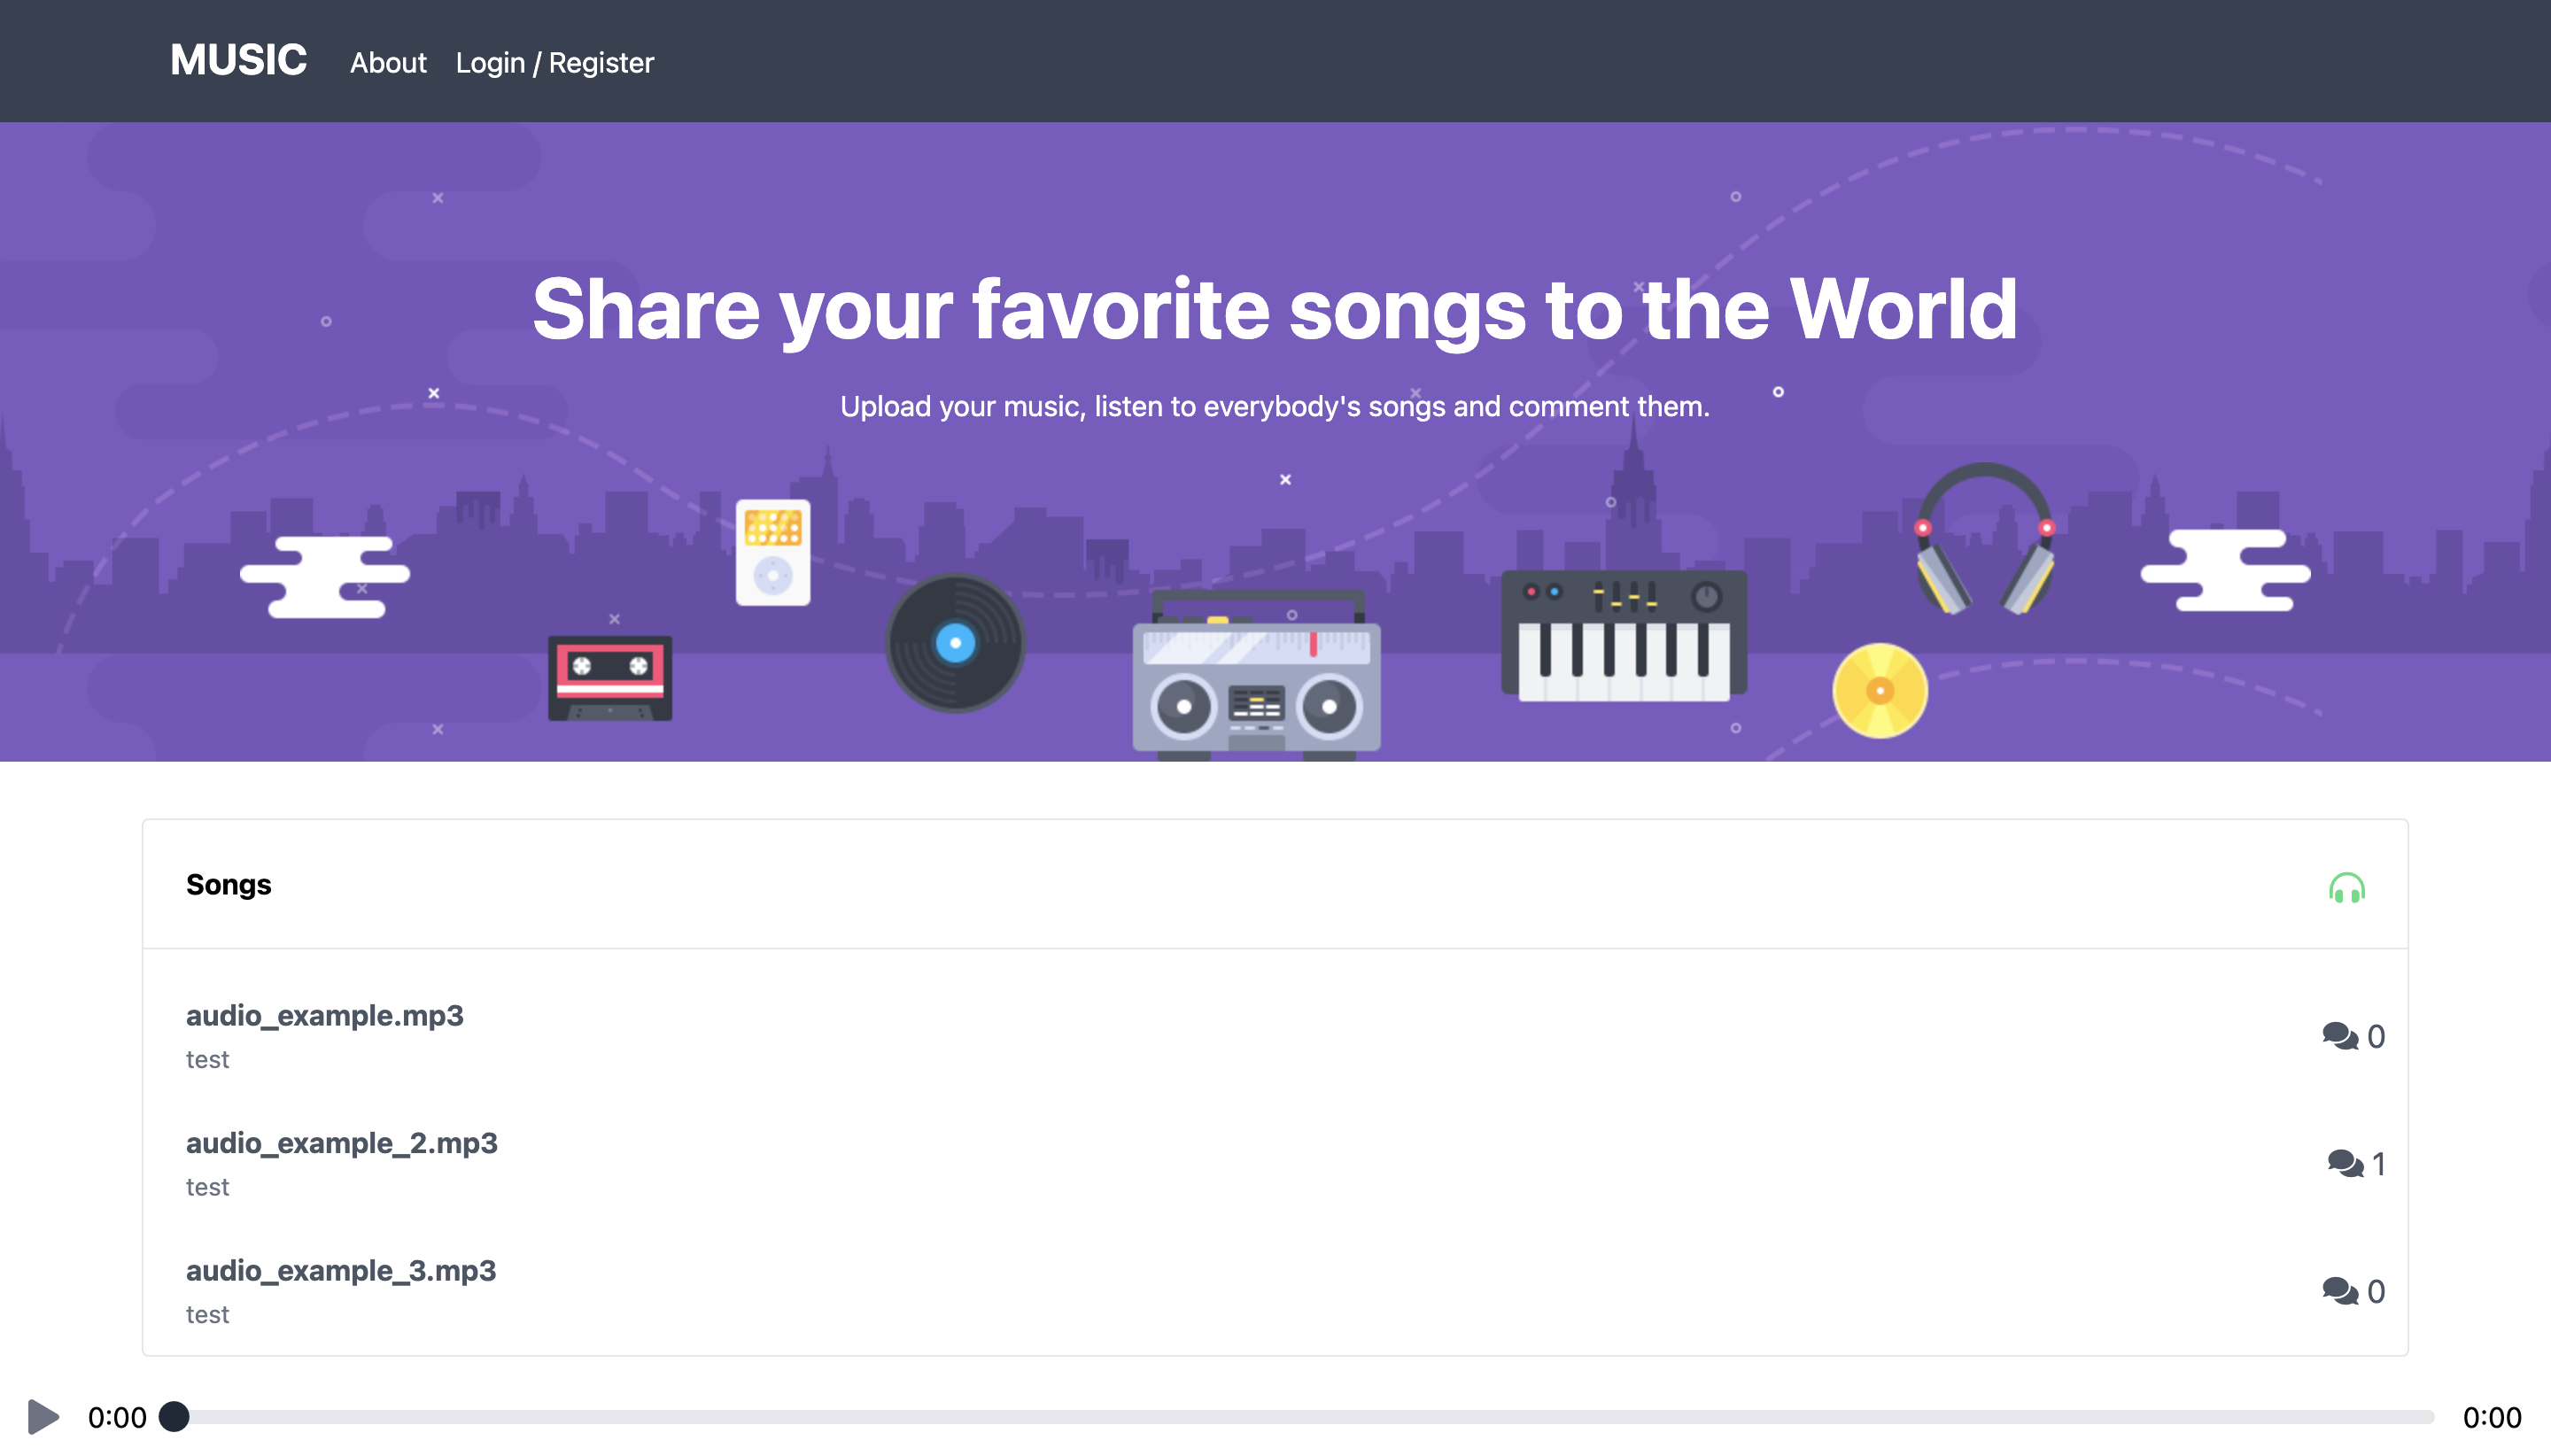 MUSIC About Login / Register
Share your favorite songs to the World
Upload your music, listen to everybody's songs and comment them.
Songs
audio_example.mp3
test
0
audio_example_2.mp3
test
1
audio_example_3.mp3
test
0
0:00 0:00